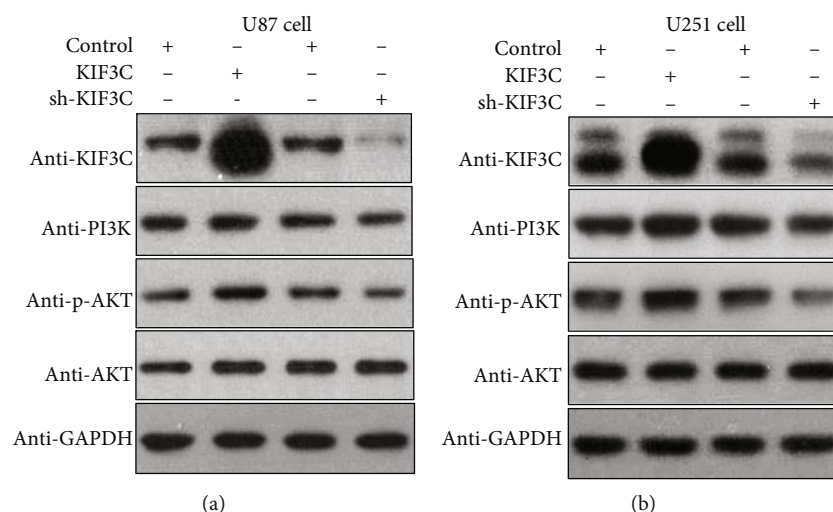 U87 cell
Control + – + –
KIF3C – + – –
sh-KIF3C – - – +
Anti-KIF3C
Anti-PI3K
Anti-p-AKT
Anti-AKT
Anti-GAPDH
(a)
U251 cell
Control + – + –
KIF3C – + – –
sh-KIF3C – – – +
Anti-KIF3C
Anti-PI3K
Anti-p-AKT
Anti-AKT
Anti-GAPDH
(b)